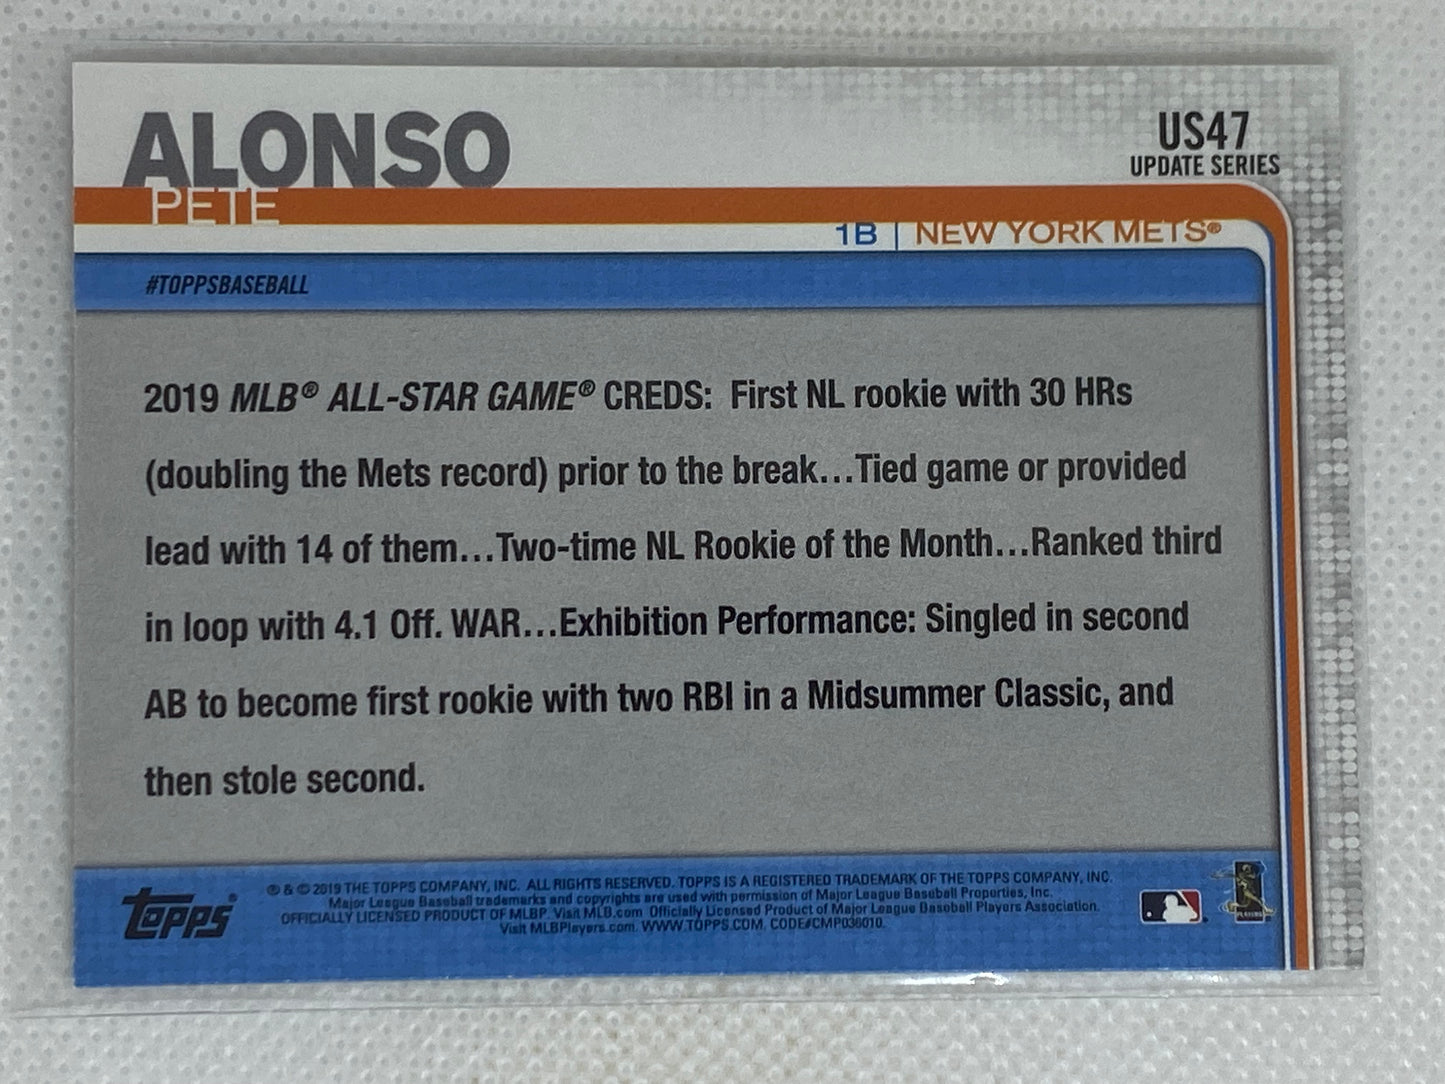 ALONSO
PETE
US47
UPDATE SERIES
1B | NEW YORK METS®
#TOPPSBASEBALL
2019 MLB® ALL-STAR GAME® CREDS: First NL rookie with 30 HRs
(doubling the Mets record) prior to the break...Tied game or provided
lead with 14 of them...Two-time NL Rookie of the Month...Ranked third
in loop with 4.1 Off. WAR...Exhibition Performance: Singled in second
AB to become first rookie with two RBI in a Midsummer Classic, and
then stole second.
Topps®
® & © 2019 THE TOPPS COMPANY, INC. ALL RIGHTS RESERVED. TOPPS IS A REGISTERED TRADEMARK OF THE TOPPS COMPANY, INC.
Major League Baseball trademarks and copyrights are used with permission of Major League Baseball Properties, Inc.
OFFICIALLY LICENSED PRODUCT OF MLBP. Visit MLB.com Officially Licensed Product of Major League Baseball Players Association.
Visit MLBPlayers.com. WWW.TOPPS.COM. CODE#CMP036010.
PLAYERS